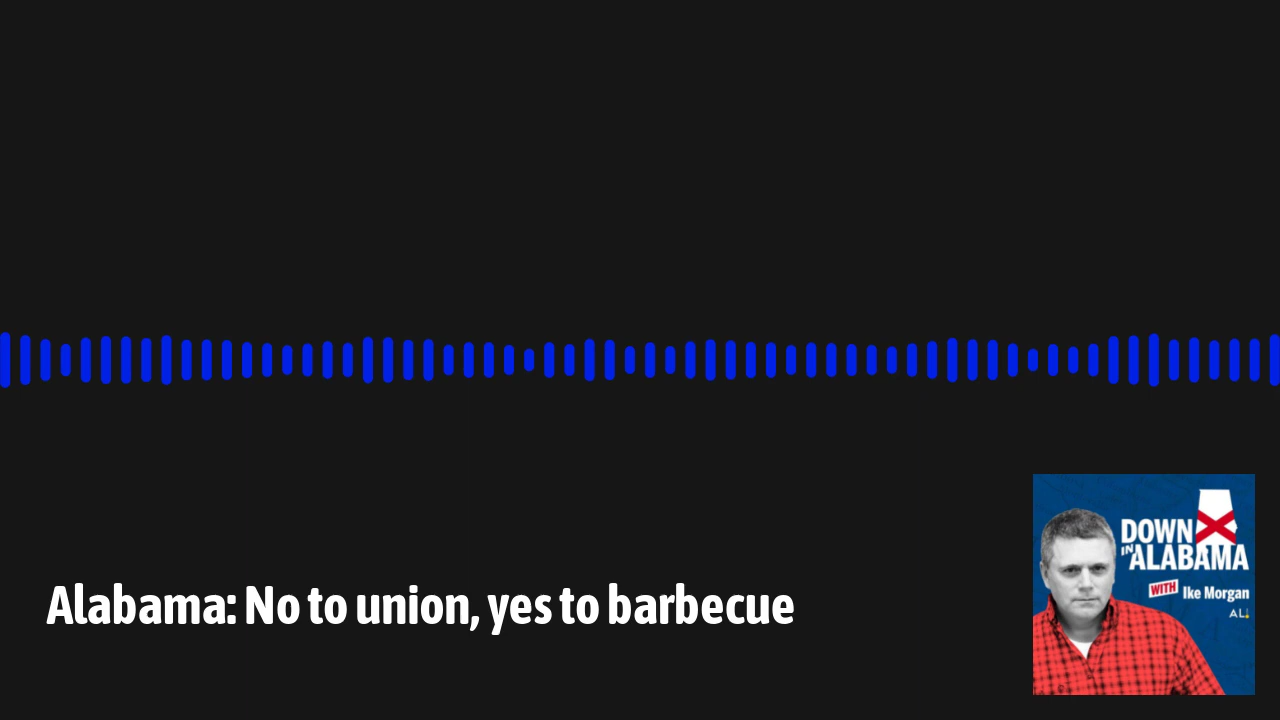 Alabama: No to union, yes to barbecue
DOWN
IN ALABAMA
WITH Ike Morgan
AL